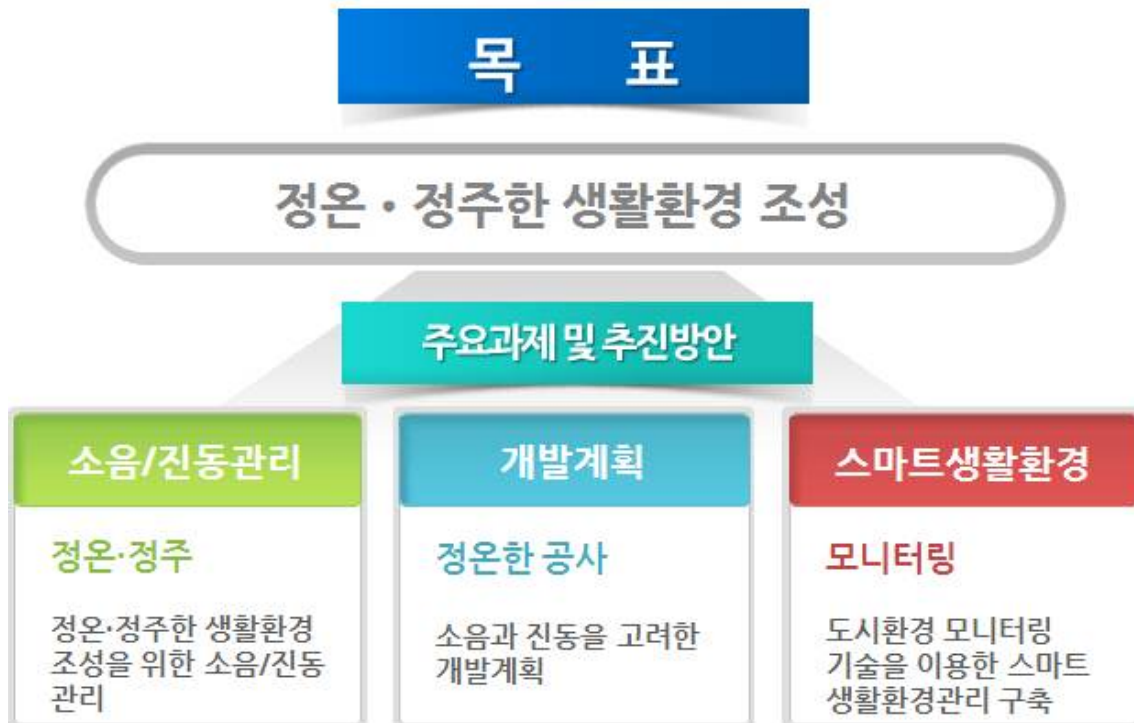 목 표
정온 · 정주한 생활환경 조성
주요과제 및 추진방안
소음/진동관리
정온·정주
정온·정주한 생활환경
조성을 위한 소음/진동
관리
개발계획
정온한 공사
소음과 진동을 고려한
개발계획
스마트생활환경
모니터링
도시환경 모니터링
기술을 이용한 스마트
생활환경관리 구축